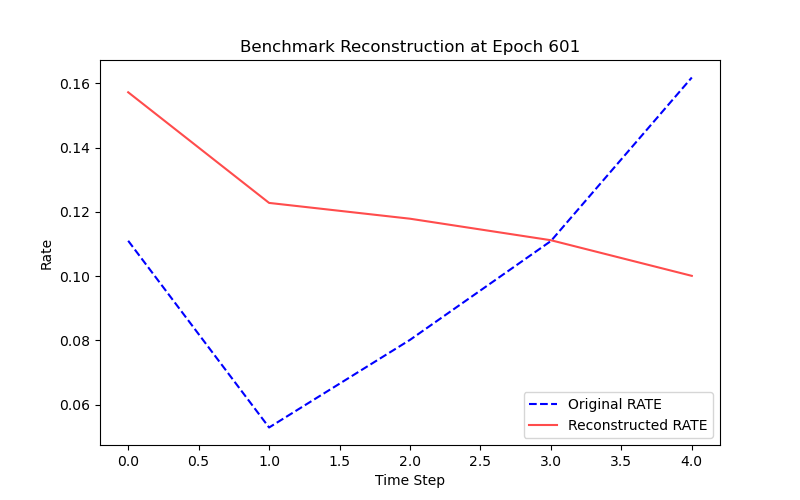 Benchmark Reconstruction at Epoch 601
0.16
0.14
0.12
0.10
0.08
0.06
Rate
0.0 0.5 1.0 1.5 2.0 2.5 3.0 3.5 4.0
Time Step
Original RATE
Reconstructed RATE